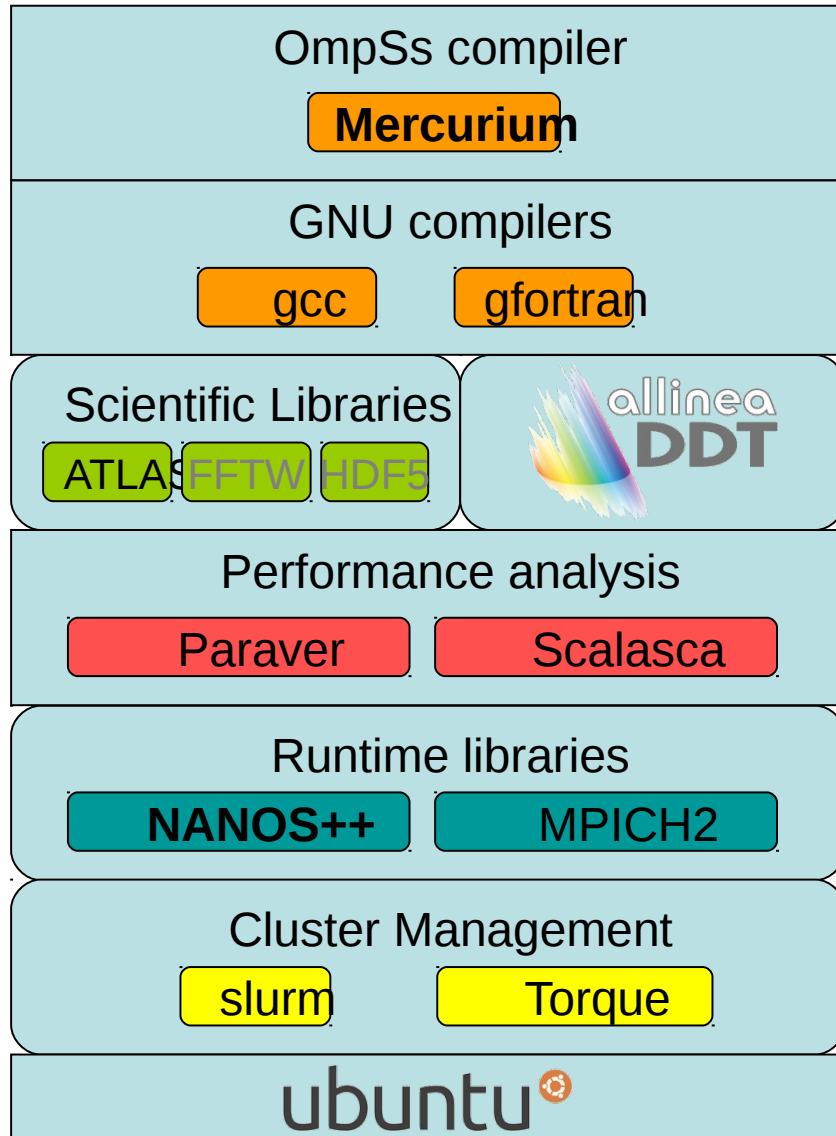 OmpSs compiler
Mercurium
GNU compilers
gcc gfortran
Scientific Libraries
ATLAS FFTW HDF5
allinea
DDT
Performance analysis
Paraver Scalasca
Runtime libraries
NANOS++ MPICH2
Cluster Management
slurm Torque
ubuntu